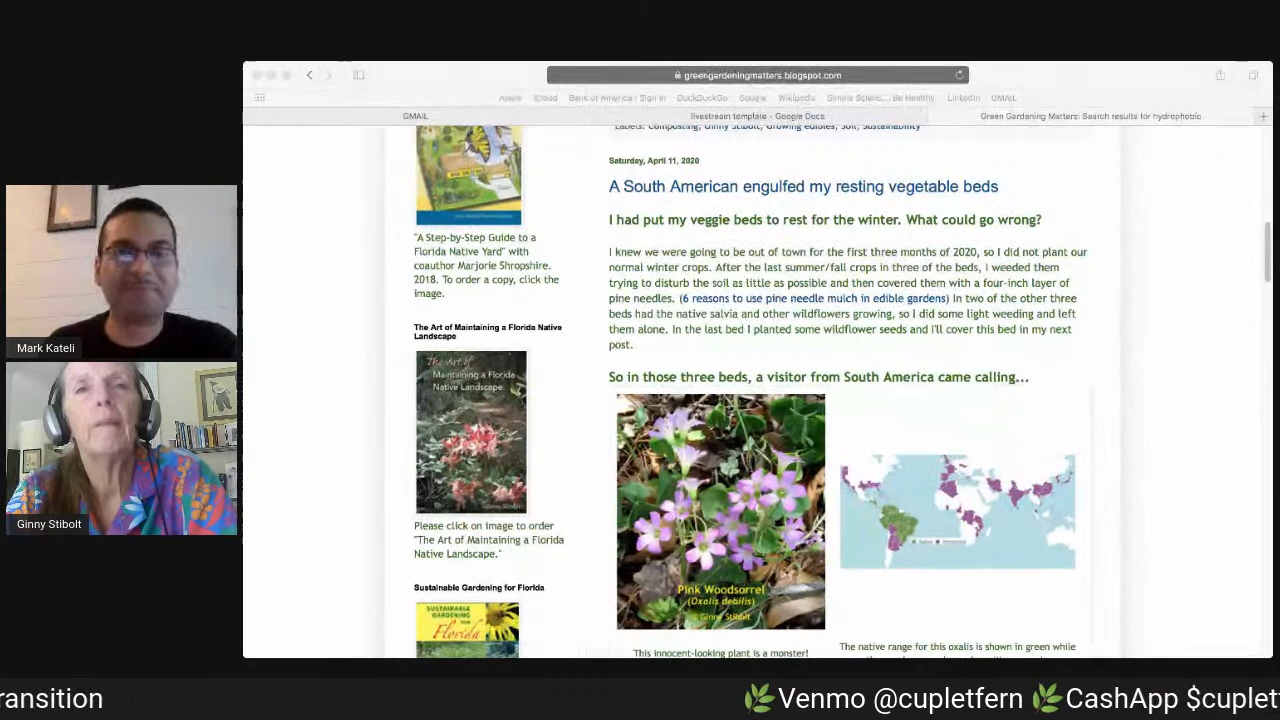 greengardeningmatters.blogspot.com
Apple iCloud Bank of America | Sign in DuckDuckGo Google Wikipedia Simple Scienc... Be Healthy LinkedIn GMAIL
GMAIL
livestream template - Google Docs
Green Gardening Matters: Search results for hydrophobic
Labels: Composting, Ginny Stibolt, Growing edibles, Soil, Sustainability
"A Step-by-Step Guide to a
Florida Native Yard" with
coauthor Marjorie Shropshire.
2018. To order a copy, click the
image.
The Art of Maintaining a Florida Native
Landscape
The Art of
Maintaining a Florida
Native Landscape
Ginny Stibolt
Please click on image to order
"The Art of Maintaining a Florida
Native Landscape."
Sustainable Gardening for Florida
SUSTAINABLE
GARDENING
FOR
Florida
Saturday, April 11, 2020
A South American engulfed my resting vegetable beds
I had put my veggie beds to rest for the winter. What could go wrong?
I knew we were going to be out of town for the first three months of 2020, so I did not plant our
normal winter crops. After the last summer/fall crops in three of the beds, I weeded them
trying to disturb the soil as little as possible and then covered them with a four-inch layer of
pine needles. (6 reasons to use pine needle mulch in edible gardens) In two of the other three
beds had the native salvia and other wildflowers growing, so I did some light weeding and left
them alone. In the last bed I planted some wildflower seeds and I'll cover this bed in my next
post.
So in those three beds, a visitor from South America came calling...
Pink Woodsorrel
(Oxalis debilis)
© Ginny Stibolt
This innocent-looking plant is a monster!
The native range for this oxalis is shown in green while
Mark Kateli
Ginny Stibolt
ransition
Venmo @cupletfern CashApp $cuplet